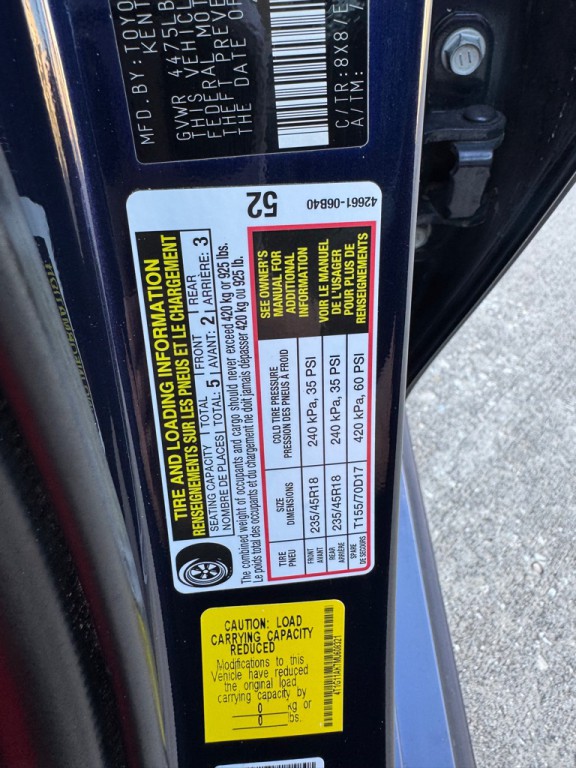 MFD.BY:TOYO
KENT
GVWR 4475LB
THIS VEHICL
FEDERAL MOT
THEFT PREVE
THE DATE OF
C/TR:8X8/E
A/TM:
52
42661-06B40
TIRE AND LOADING INFORMATION
RENSEIGNEMENTS SUR LES PNEUS ET LE CHARGEMENT
SEATING CAPACITY | TOTAL | FRONT | REAR
NOMBRE DE PLACES | TOTAL: 5 | AVANT: 2 | ARRIÈRE: 3
The combined weight of occupants and cargo should never exceed 420 kg or 925 lbs.
Le poids total des occupants et du chargement ne doit jamais dépasser 420 kg ou 925 lb.
TIRE PNEU | SIZE DIMENSIONS | COLD TIRE PRESSURE PRESSION DES PNEUS À FROID
FRONT AVANT | 235/45R18 | 240 kPa, 35 PSI
REAR ARRIÈRE | 235/45R18 | 240 kPa, 35 PSI
SPARE DE SECOURS | T155/70D17 | 420 kPa, 60 PSI
SEE OWNER'S
MANUAL FOR
ADDITIONAL
INFORMATION
VOIR LE MANUEL
DE L'USAGER
POUR PLUS DE
RENSEIGNEMENTS
CAUTION: LOAD
CARRYING CAPACITY
REDUCED
Modifications to this
Vehicle have reduced
the original load
carrying capacity by
0 kg or
0 lbs.